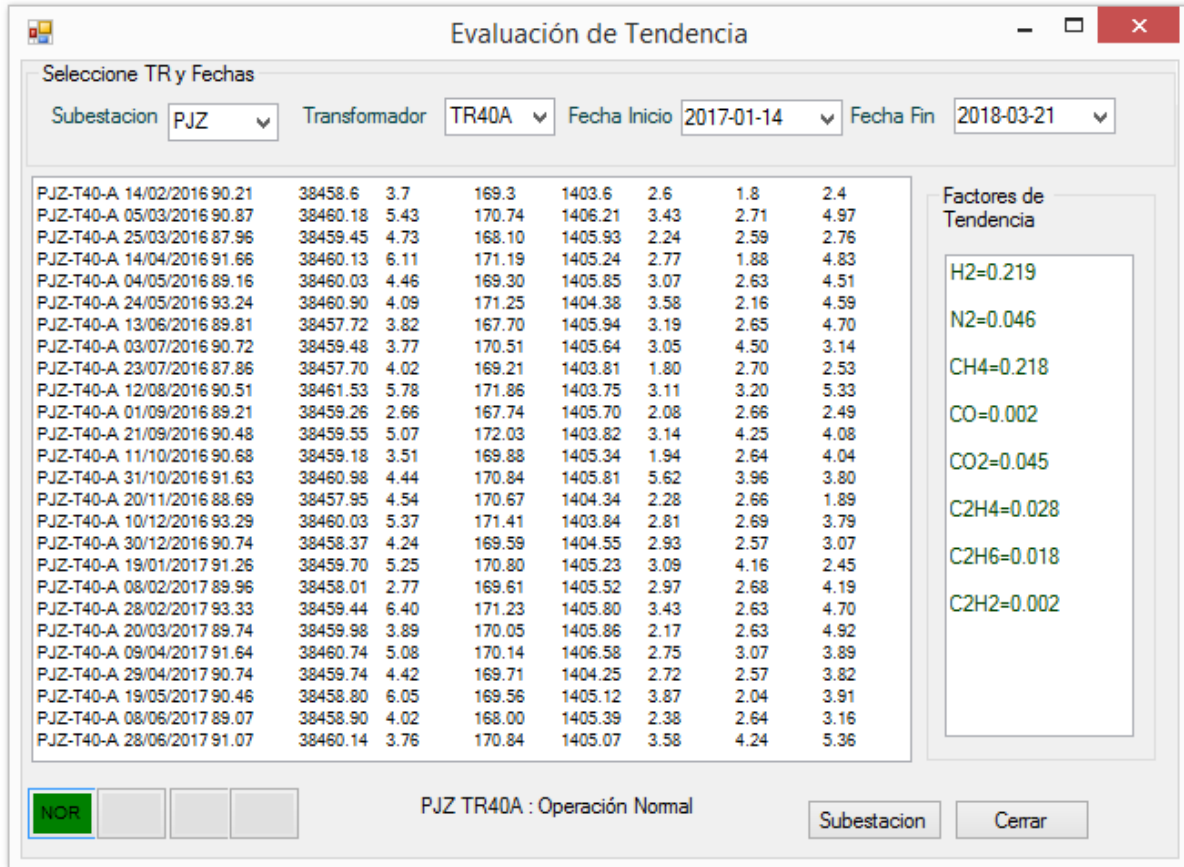 Evaluación de Tendencia
Seleccione TR y Fechas
Subestacion PJZ Transformador TR40A Fecha Inicio 2017-01-14 Fecha Fin 2018-03-21
PJZ-T40-A 14/02/2016 90.21 38458.6 3.7 169.3 1403.6 2.6 1.8 2.4
PJZ-T40-A 05/03/2016 90.87 38460.18 5.43 170.74 1406.21 3.43 2.71 4.97
PJZ-T40-A 25/03/2016 87.96 38459.45 4.73 168.10 1405.93 2.24 2.59 2.76
PJZ-T40-A 14/04/2016 91.66 38460.13 6.11 171.19 1405.24 2.77 1.88 4.83
PJZ-T40-A 04/05/2016 89.16 38460.03 4.46 169.30 1405.85 3.07 2.63 4.51
PJZ-T40-A 24/05/2016 93.24 38460.90 4.09 171.25 1404.38 3.58 2.16 4.59
PJZ-T40-A 13/06/2016 89.81 38457.72 3.82 167.70 1405.94 3.19 2.65 4.70
PJZ-T40-A 03/07/2016 90.72 38459.48 3.77 170.51 1405.64 3.05 4.50 3.14
PJZ-T40-A 23/07/2016 87.86 38457.70 4.02 169.21 1403.81 1.80 2.70 2.53
PJZ-T40-A 12/08/2016 90.51 38461.53 5.78 171.86 1403.75 3.11 3.20 5.33
PJZ-T40-A 01/09/2016 89.21 38459.26 2.66 167.74 1405.70 2.08 2.66 2.49
PJZ-T40-A 21/09/2016 90.48 38459.55 5.07 172.03 1403.82 3.14 4.25 4.08
PJZ-T40-A 11/10/2016 90.68 38459.18 3.51 169.88 1405.34 1.94 2.64 4.04
PJZ-T40-A 31/10/2016 91.63 38460.98 4.44 170.84 1405.81 5.62 3.96 3.80
PJZ-T40-A 20/11/2016 88.69 38457.95 4.54 170.67 1404.34 2.28 2.66 1.89
PJZ-T40-A 10/12/2016 93.29 38460.03 5.37 171.41 1403.84 2.81 2.69 3.79
PJZ-T40-A 30/12/2016 90.74 38458.37 4.24 169.59 1404.55 2.93 2.57 3.07
PJZ-T40-A 19/01/2017 91.26 38459.70 5.25 170.80 1405.23 3.09 4.16 2.45
PJZ-T40-A 08/02/2017 89.96 38458.01 2.77 169.61 1405.52 2.97 2.68 4.19
PJZ-T40-A 28/02/2017 93.33 38459.44 6.40 171.23 1405.80 3.43 2.63 4.70
PJZ-T40-A 20/03/2017 89.74 38459.98 3.89 170.05 1405.86 2.17 2.63 4.92
PJZ-T40-A 09/04/2017 91.64 38460.74 5.08 170.14 1406.58 2.75 3.07 3.89
PJZ-T40-A 29/04/2017 90.74 38459.74 4.42 169.71 1404.25 2.72 2.57 3.82
PJZ-T40-A 19/05/2017 90.46 38458.80 6.05 169.56 1405.12 3.87 2.04 3.91
PJZ-T40-A 08/06/2017 89.07 38458.90 4.02 168.00 1405.39 2.38 2.64 3.16
PJZ-T40-A 28/06/2017 91.07 38460.14 3.76 170.84 1405.07 3.58 4.24 5.36
Factores de
Tendencia
H2=0.219
N2=0.046
CH4=0.218
CO=0.002
CO2=0.045
C2H4=0.028
C2H6=0.018
C2H2=0.002
NOR
PJZ TR40A : Operación Normal
Subestacion
Cerrar